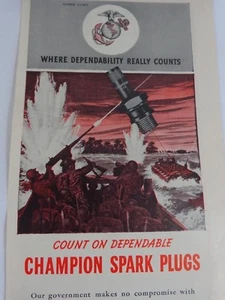 WHERE DEPENDABILITY REALLY COUNTS
COUNT ON DEPENDABLE
CHAMPION SPARK PLUGS
Our government makes no compromise with